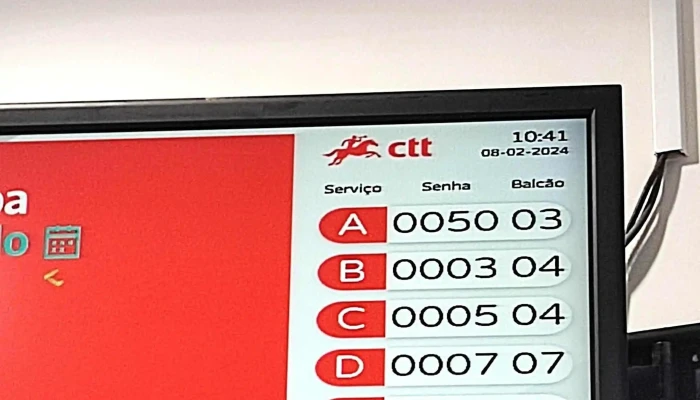 ctt
10:41
08-02-2024
Serviço Senha Balcão
A 0050 03
B 0003 04
C 0005 04
D 0007 07